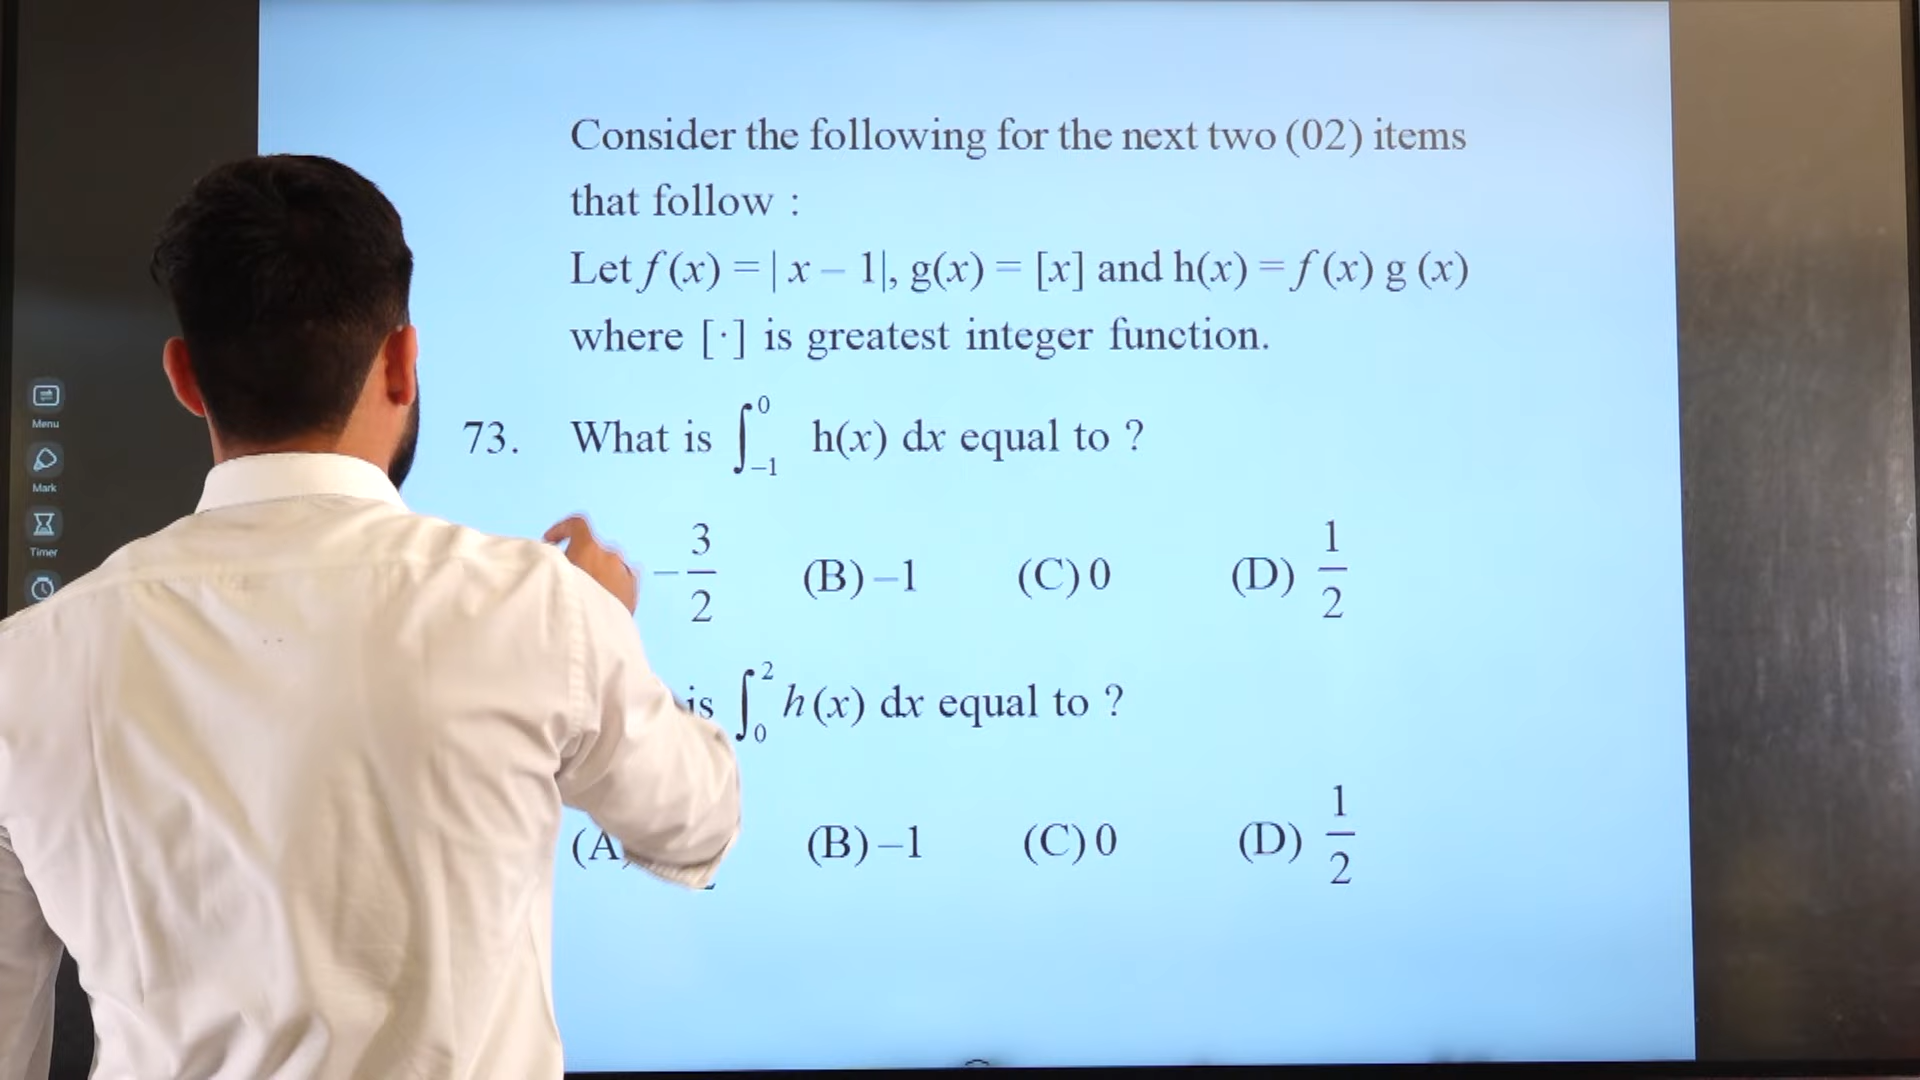 Consider the following for the next two (02) items
that follow :
Let f(x) = | x – 1|, g(x) = [x] and h(x) = f(x) g (x)
where [·] is greatest integer function.
73. What is ∫₋₁⁰ h(x) dx equal to ?
–3/2 (B) –1 (C) 0 (D) 1/2
is ∫₀² h(x) dx equal to ?
(A (B) –1 (C) 0 (D) 1/2
Menu
Mark
Timer